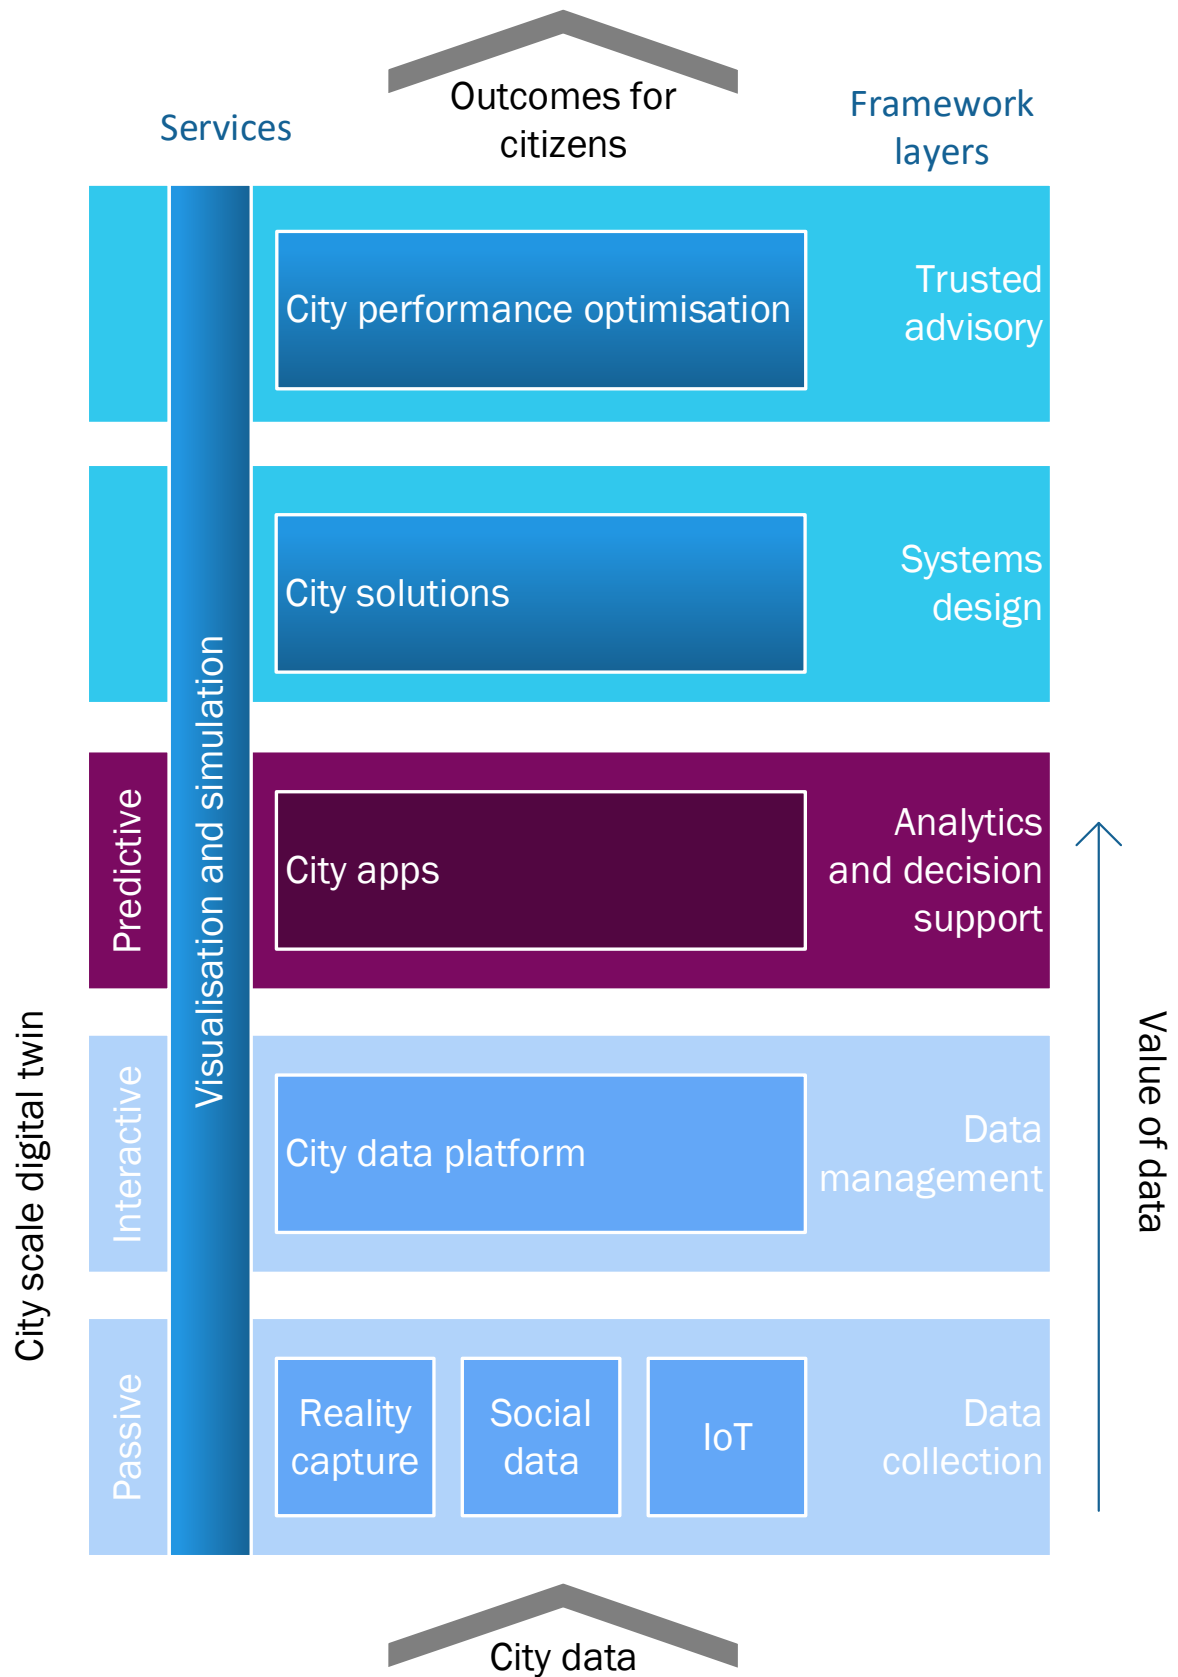 Outcomes for
citizens
Services
Framework
layers
City performance optimisation
Trusted
advisory
City solutions
Systems
design
Visualisation and simulation
Predictive
City apps
Analytics
and decision
support
City scale digital twin
Interactive
City data platform
Data
management
Value of data
Passive
Reality
capture
Social
data
IoT
Data
collection
City data